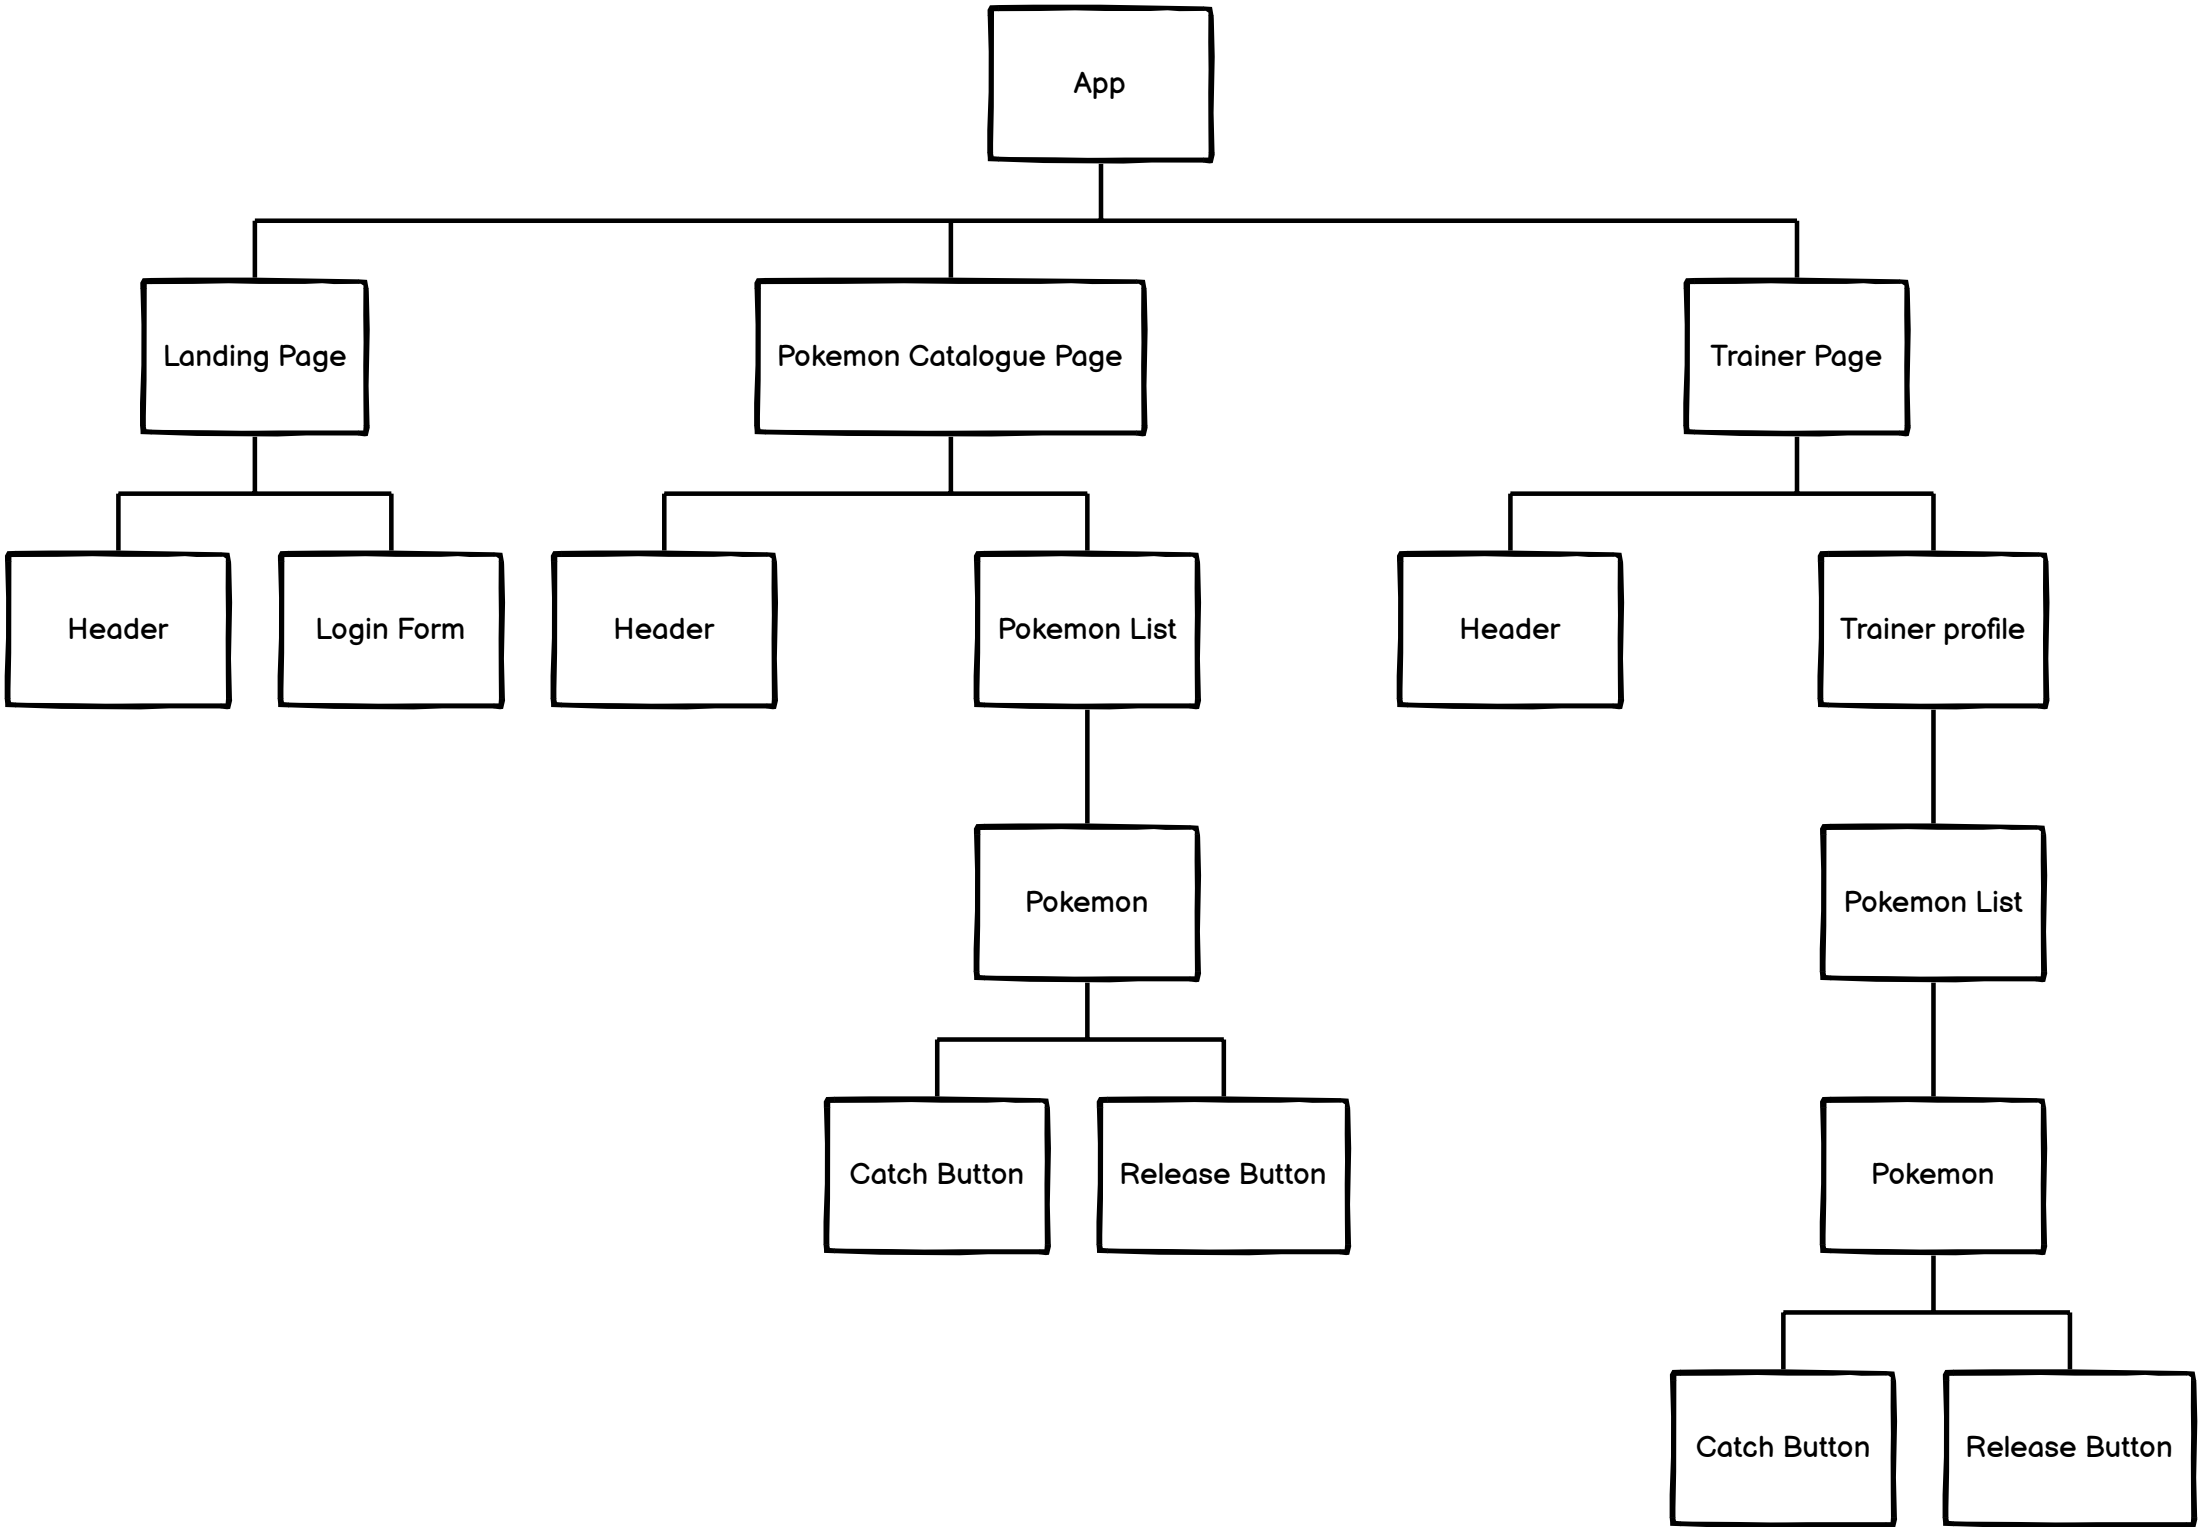 App
Landing Page
Pokemon Catalogue Page
Trainer Page
Header
Login Form
Header
Pokemon List
Header
Trainer profile
Pokemon
Pokemon List
Catch Button
Release Button
Pokemon
Catch Button
Release Button